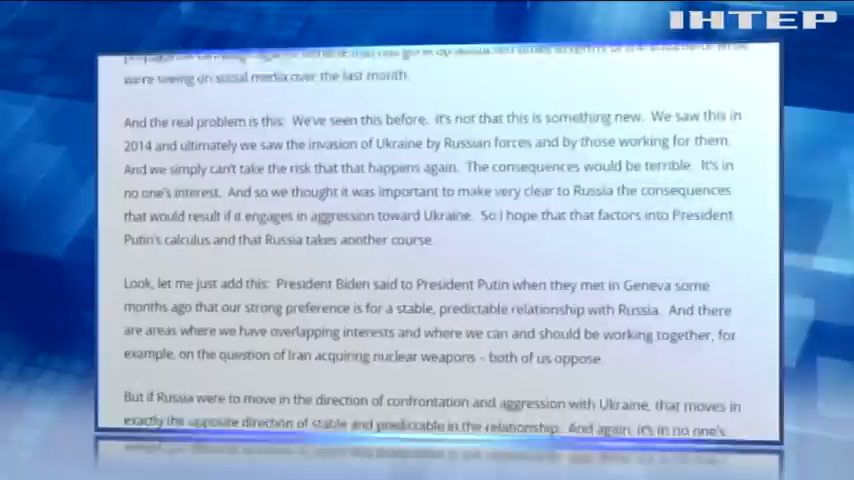 ІНТЕР
were seeing on social media over the last month.
And the real problem is this: We've seen this before. It's not that this is something new. We saw this in
2014 and ultimately we saw the invasion of Ukraine by Russian forces and by those working for them.
And we simply can't take the risk that that happens again. The consequences would be terrible. It's in
no one's interest. And so we thought it was important to make very clear to Russia the consequences
that would result if it engages in aggression toward Ukraine. So I hope that that factors into President
Putin's calculus and that Russia takes another course.
Look, let me just add this: President Biden said to President Putin when they met in Geneva some
months ago that our strong preference is for a stable, predictable relationship with Russia. And there
are areas where we have overlapping interests and where we can and should be working together, for
example, on the question of Iran acquiring nuclear weapons – both of us oppose.
But if Russia were to move in the direction of confrontation and aggression with Ukraine, that moves in
exactly the opposite direction of stable and predictable in the relationship. And again, it's in no one's